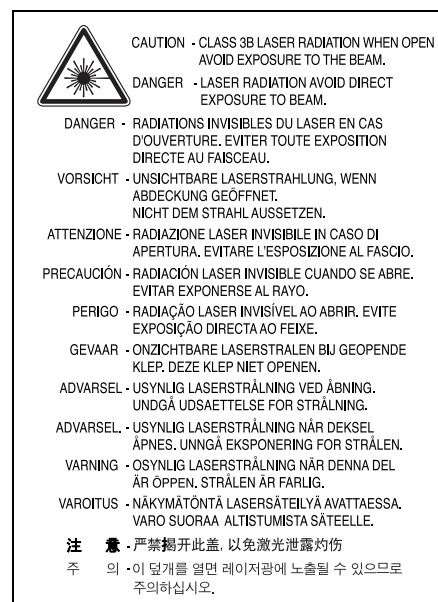 CAUTION - CLASS 3B LASER RADIATION WHEN OPEN
AVOID EXPOSURE TO THE BEAM.
DANGER - LASER RADIATION AVOID DIRECT
EXPOSURE TO BEAM.
DANGER - RADIATIONS INVISIBLES DU LASER EN CAS
D'OUVERTURE. EVITER TOUTE EXPOSITION
DIRECTE AU FAISCEAU.
VORSICHT - UNSICHTBARE LASERSTRAHLUNG, WENN
ABDECKUNG GEÖFFNET.
NICHT DEM STRAHL AUSSETZEN.
ATTENZIONE - RADIAZIONE LASER INVISIBILE IN CASO DI
APERTURA. EVITARE L'ESPOSIZIONE AL FASCIO.
PRECAUCIÓN - RADIACIÓN LASER INVISIBLE CUANDO SE ABRE.
EVITAR EXPONERSE AL RAYO.
PERIGO - RADIAÇÃO LASER INVISÍVEL AO ABRIR. EVITE
EXPOSIÇÃO DIRECTA AO FEIXE.
GEVAAR - ONZICHTBARE LASERSTRALEN BIJ GEOPENDE
KLEP. DEZE KLEP NIET OPENEN.
ADVARSEL - USYNLIG LASERSTRÅLNING VED ÅBNING.
UNDGÅ UDSAETTELSE FOR STRÅLNING.
ADVARSEL. - USYNLIG LASERSTRÅLNING NÅR DEKSEL
ÅPNES. UNNGÅ EKSPONERING FOR STRÅLEN.
VARNING - OSYNLIG LASERSTRÅLNING NÄR DENNA DEL
ÄR ÖPPEN. STRÅLEN ÄR FARLIG.
VAROITUS - NÄKYMÄTÖNTÄ LASERSÄTEILYÄ AVATTAESSA.
VARO SUORAA ALTISTUMISTA SÄTEELLE.
注 意 - 严禁揭开此盖, 以免激光泄露灼伤
주 의 - 이 덮개를 열면 레이저광에 노출될 수 있으므로
주의하십시오.